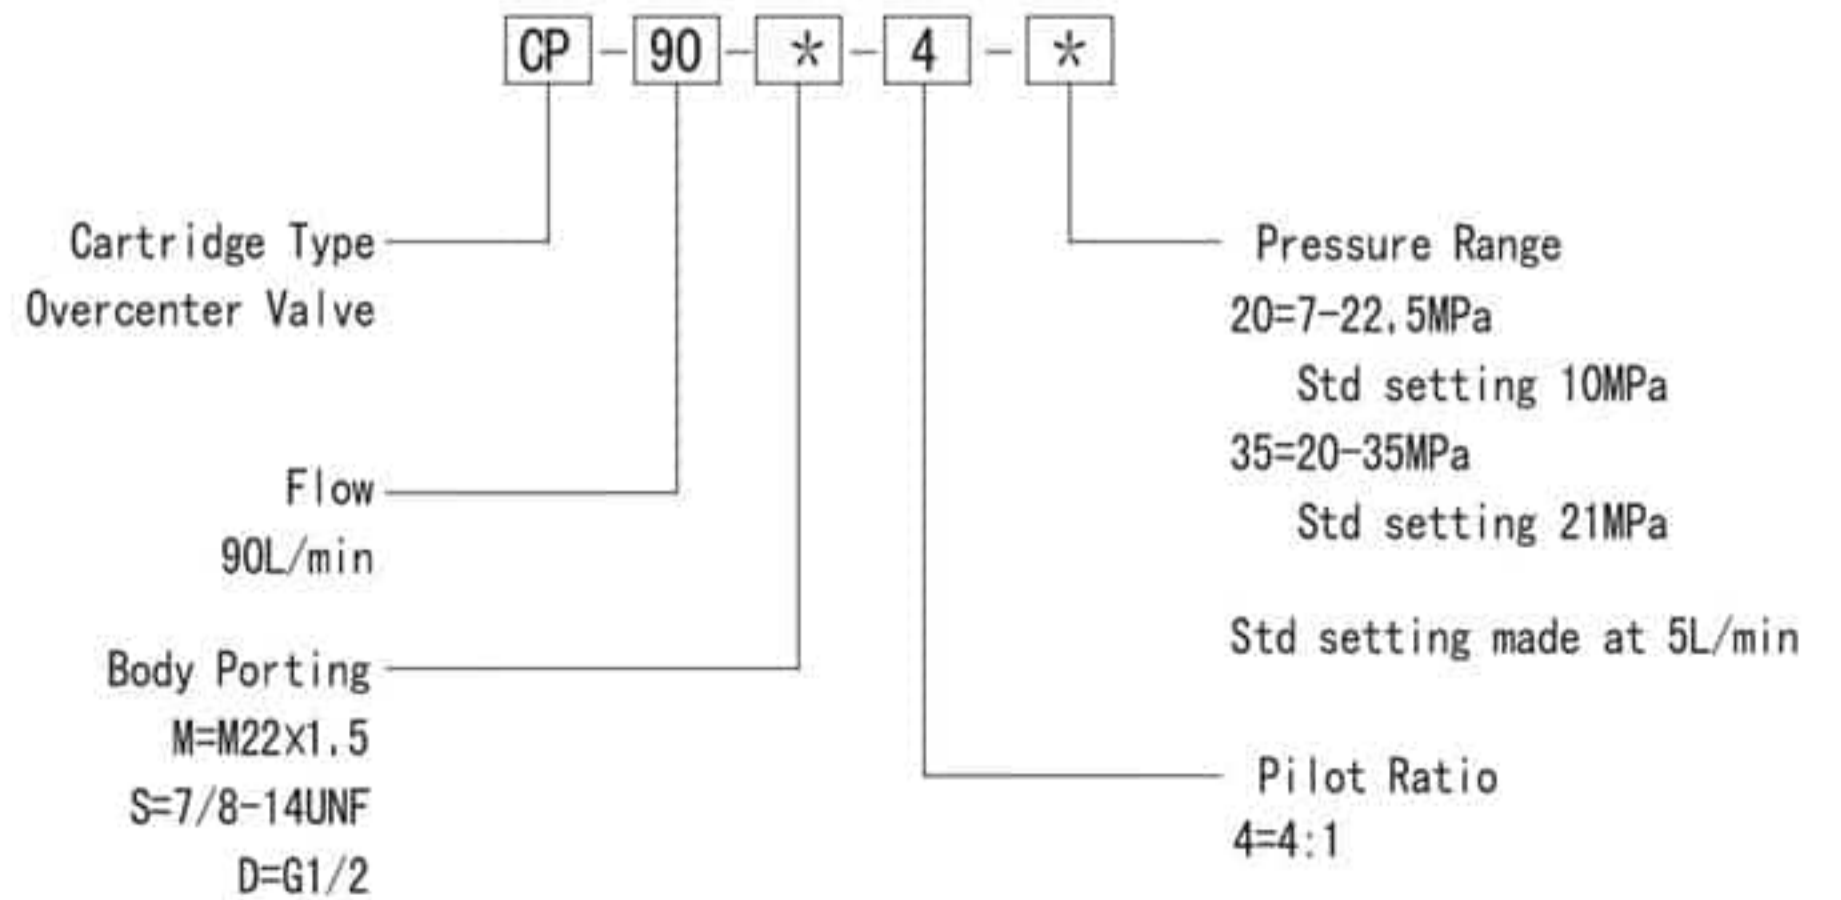 CP - 90 - * - 4 - *
Cartridge Type
Overcenter Valve
Flow
90L/min
Body Porting
M=M22×1.5
S=7/8-14UNF
D=G1/2
Pressure Range
20=7-22.5MPa
Std setting 10MPa
35=20-35MPa
Std setting 21MPa
Std setting made at 5L/min
Pilot Ratio
4=4:1